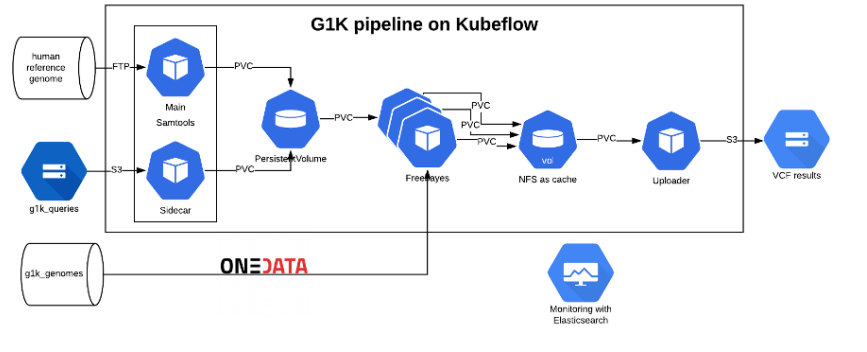 G1K pipeline on Kubeflow
human
reference
genome
FTP
Main
Samtools
PVC
PersistentVolume
PVC
FreeBayes
PVC
PVC
PVC
vol
NFS as cache
PVC
Uploader
S3
VCF results
g1k_queries
S3
Sidecar
PVC
g1k_genomes
ONEDATA
Monitoring with
Elasticsearch